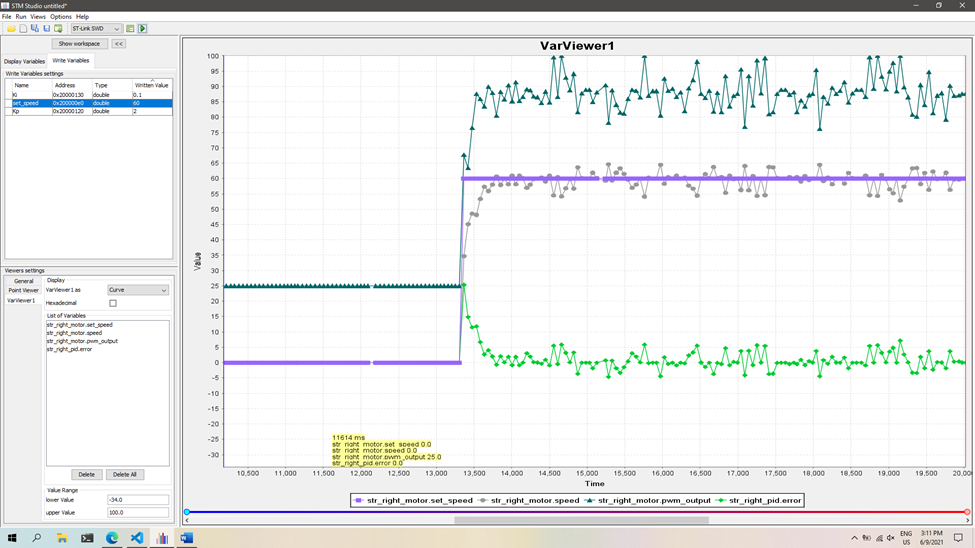 STM Studio untitled*
File Run Views Options Help
ST-Link SWD
Show workspace <<
Display Variables Write Variables
Write Variables settings
Name Address Type Written Value
Ki 0x20000130 double 0.1
set_speed 0x200000e0 double 60
Kp 0x20000120 double 2
Viewers settings
General
Point Viewer
VarViewer1
Display
VarViewer1 as Curve
Hexadecimal
List of Variables
str_right_motor.set_speed
str_right_motor.speed
str_right_motor.pwm_output
str_right_pid.error
Delete Delete All
Value Range
lower Value -34.0
upper Value 100.0
VarViewer1
100
95
90
85
80
75
70
65
60
55
50
45
40
35
30
25
20
15
10
5
0
-5
-10
-15
-20
-25
-30
Value
11614 ms
str_right_motor.set_speed 0.0
str_right_motor.speed 0.0
str_right_motor.pwm_output 25.0
str_right_pid.error 0.0
10,500 11,000 11,500 12,000 12,500 13,000 13,500 14,000 14,500 15,000 15,500 16,000 16,500 17,000 17,500 18,000 18,500 19,000 19,500 20,000
Time
str_right_motor.set_speed str_right_motor.speed str_right_motor.pwm_output str_right_pid.error
ENG
US
3:11 PM
6/9/2021